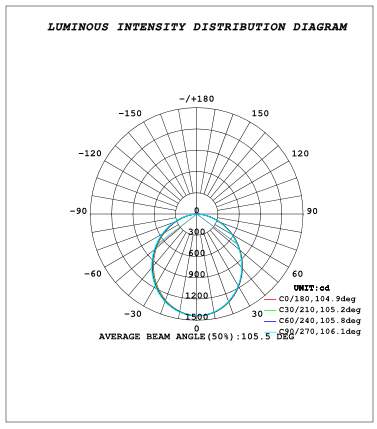 LUMINOUS INTENSITY DISTRIBUTION DIAGRAM
-/+180
-150
150
-120
120
-90
90
0
300
600
-60
60
900
UNIT:cd
1200
C0/180,104.9deg
-30
30
C30/210,105.2deg
1500
C60/240,105.8deg
0
C90/270,106.1deg
AVERAGE BEAM ANGLE(50%):105.5 DEG